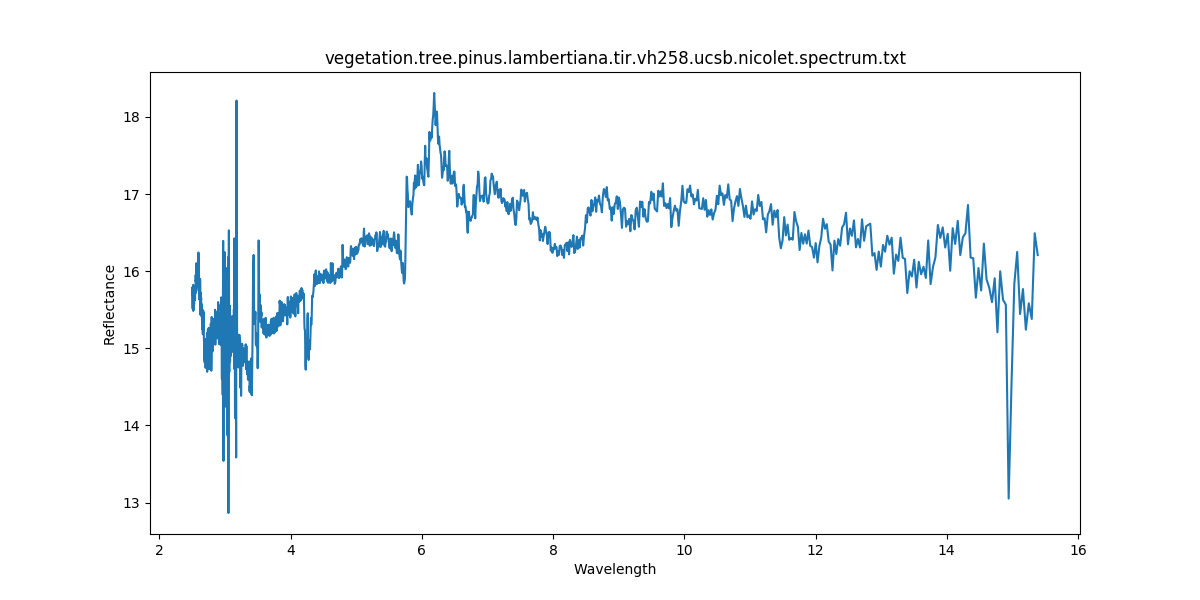 vegetation.tree.pinus.lambertiana.tir.vh258.ucsb.nicolet.spectrum.txt
18
17
16
15
14
13
Reflectance
2 4 6 8 10 12 14 16
Wavelength